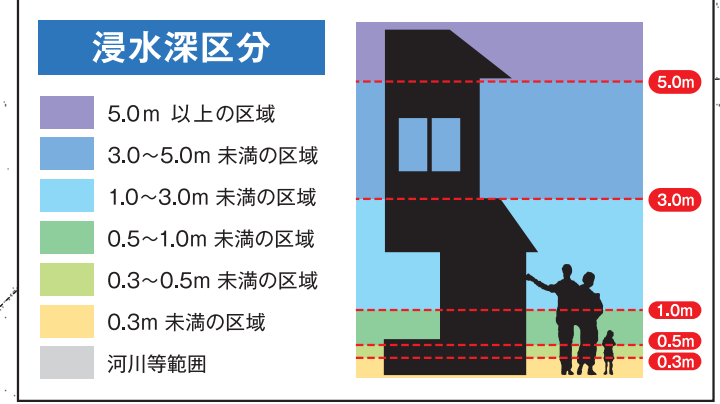 浸水深区分
5.0m 以上の区域
3.0～5.0m 未満の区域
1.0～3.0m 未満の区域
0.5～1.0m 未満の区域
0.3～0.5m 未満の区域
0.3m 未満の区域
河川等範囲
5.0m
3.0m
1.0m
0.5m
0.3m